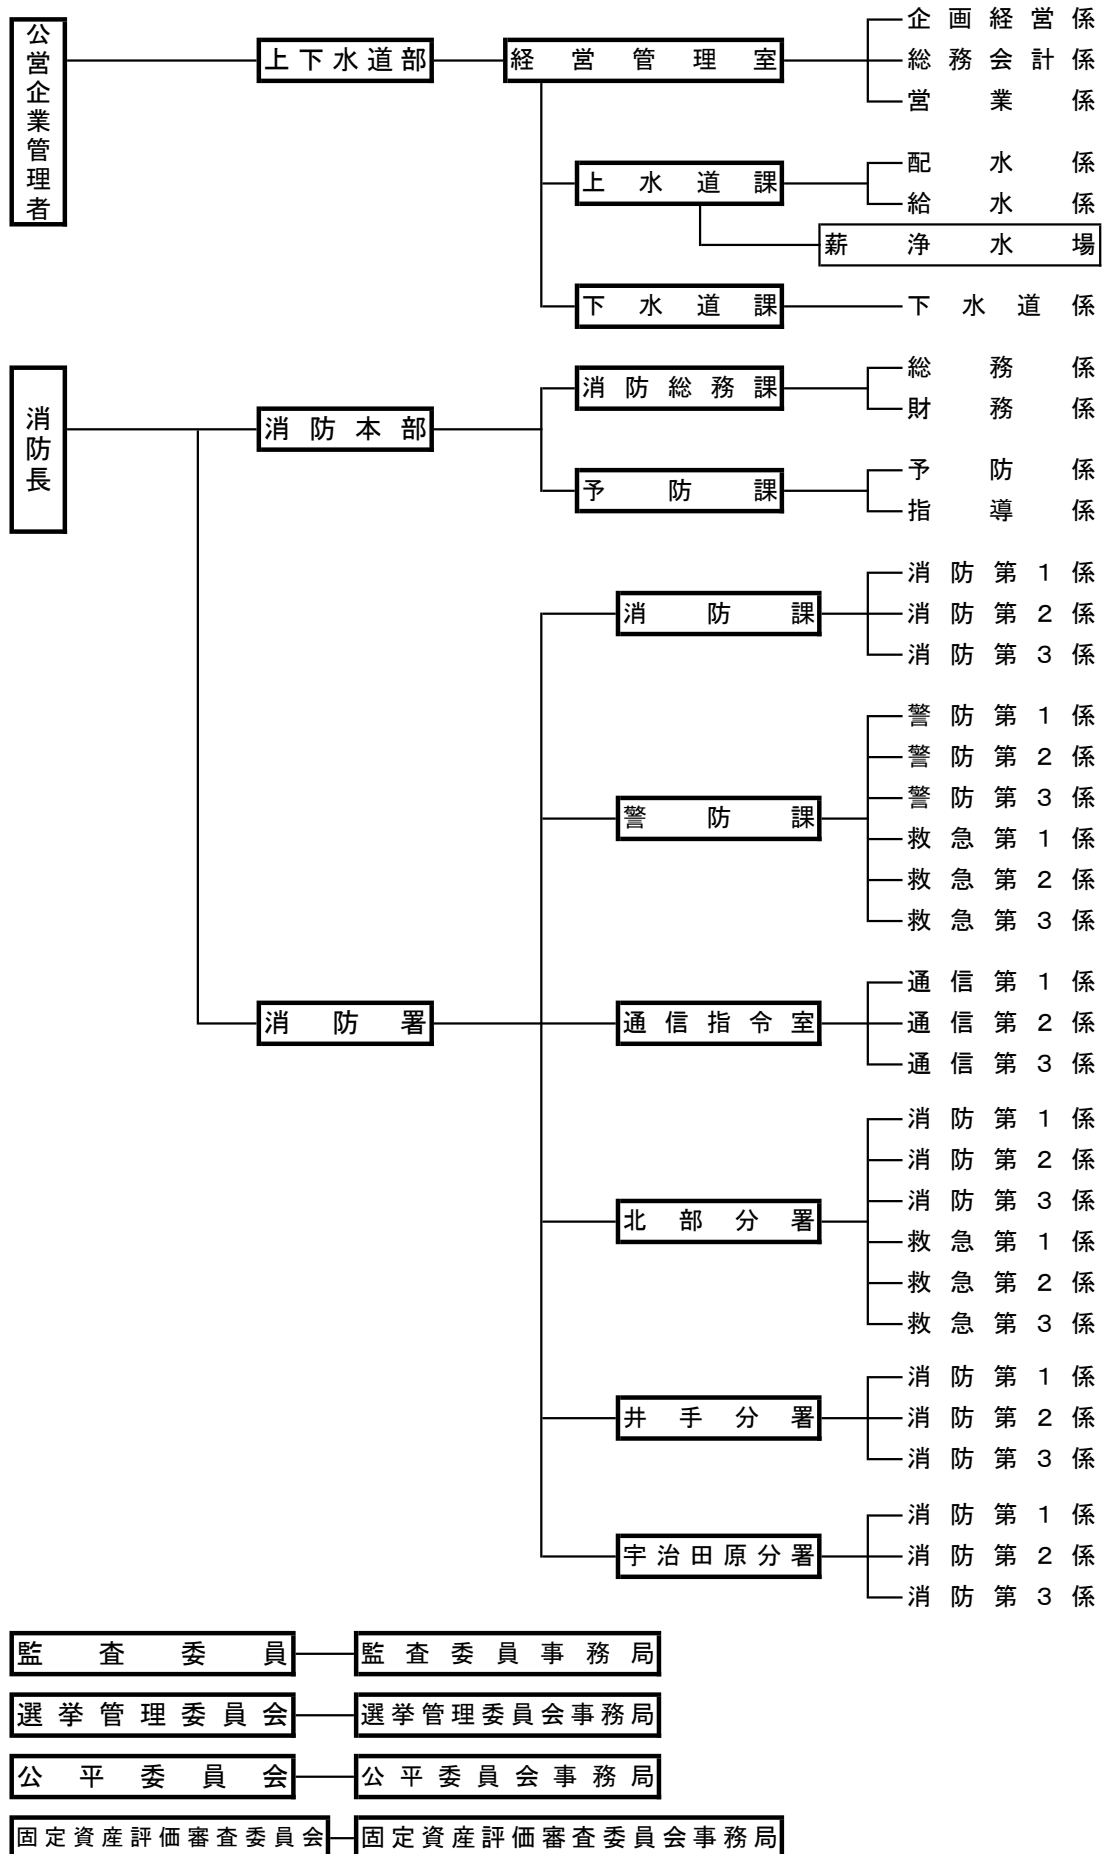 公営企業管理者
上下水道部
経営管理室
企画経営係
総務会計係
営業係
上水道課
配水係
給水係
薪浄水場
下水道課
下水道係
消防長
消防本部
消防総務課
総務係
財務係
予防課
予防係
指導係
消防署
消防課
消防第１係
消防第２係
消防第３係
警防課
警防第１係
警防第２係
警防第３係
救急第１係
救急第２係
救急第３係
通信指令室
通信第１係
通信第２係
通信第３係
北部分署
消防第１係
消防第２係
消防第３係
救急第１係
救急第２係
救急第３係
井手分署
消防第１係
消防第２係
消防第３係
宇治田原分署
消防第１係
消防第２係
消防第３係
監査委員
監査委員事務局
選挙管理委員会
選挙管理委員会事務局
公平委員会
公平委員会事務局
固定資産評価審査委員会
固定資産評価審査委員会事務局